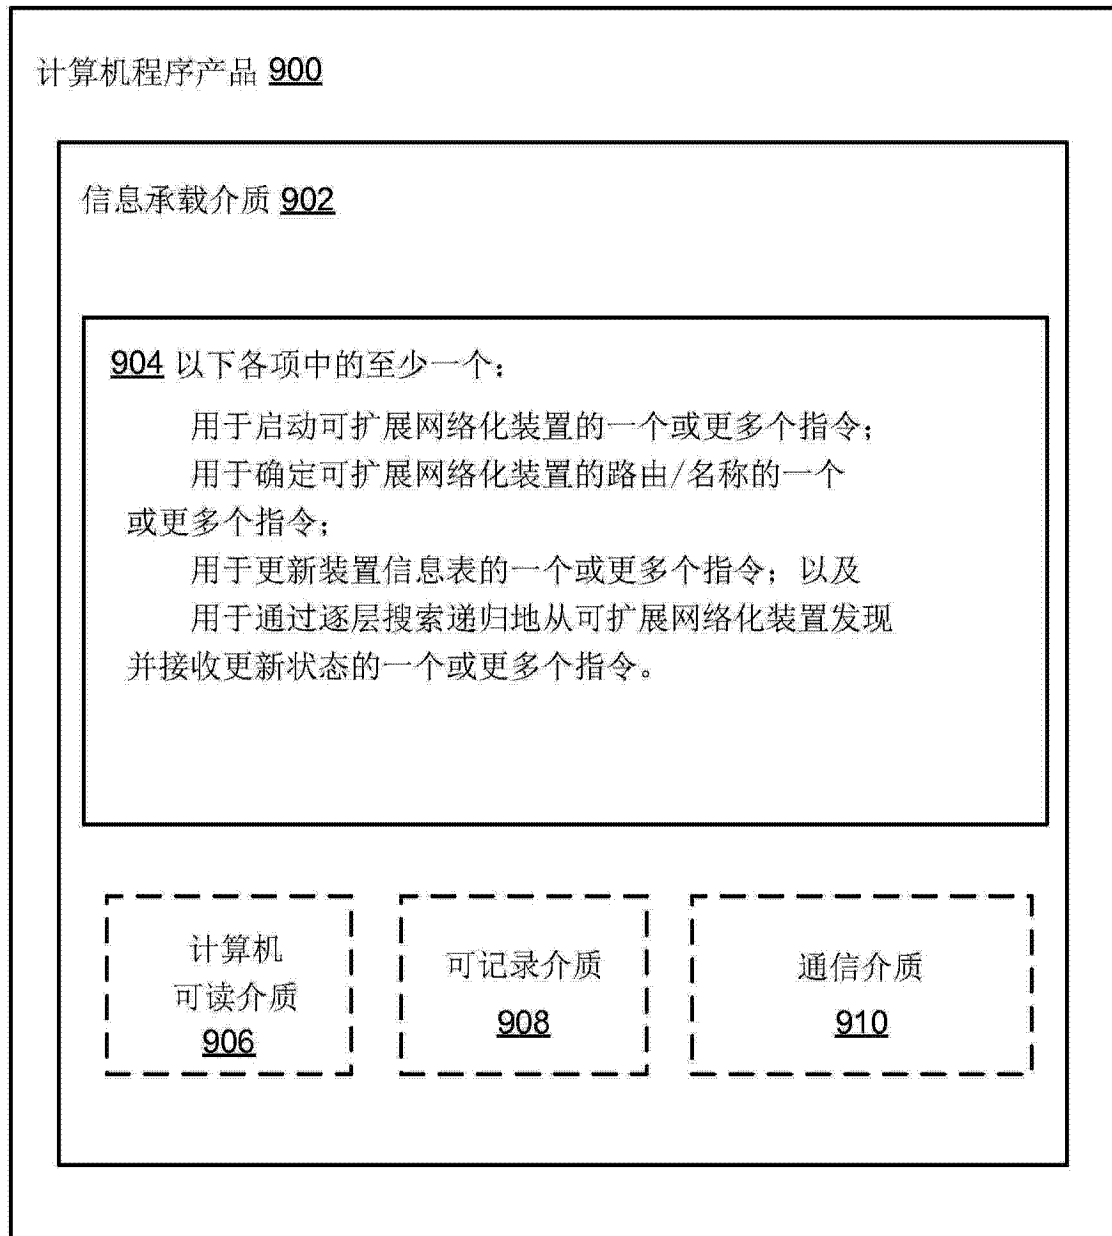 计算机程序产品 900
信息承载介质 902
904 以下各项中的至少一个：
用于启动可扩展网络化装置的一个或更多个指令；
用于确定可扩展网络化装置的路由/名称的一个
或更多个指令；
用于更新装置信息表的一个或更多个指令；以及
用于通过逐层搜索递归地从可扩展网络化装置发现
并接收更新状态的一个或更多个指令。
计算机
可读介质
906
可记录介质
908
通信介质
910